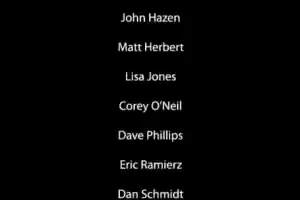 John Hazen
Matt Herbert
Lisa Jones
Corey O'Neil
Dave Phillips
Eric Ramierz
Dan Schmidt